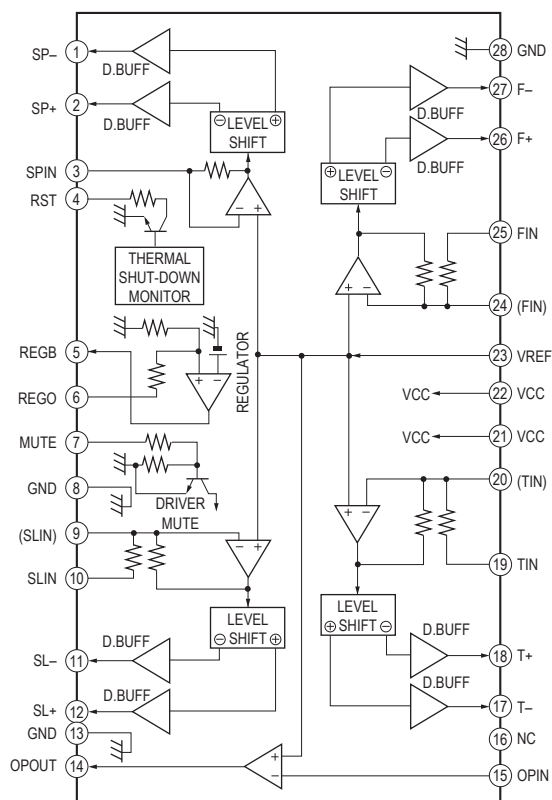 SP– 1
D.BUFF
SP+ 2
D.BUFF
⊖ ⊕
LEVEL
SHIFT
SPIN 3
– +
RST 4
THERMAL
SHUT-DOWN
MONITOR
REGB 5
+ –
REGULATOR
REGO 6
MUTE 7
GND 8
DRIVER
MUTE
(SLIN) 9
– +
SLIN 10
LEVEL
⊖ SHIFT ⊕
SL– 11
D.BUFF
SL+ 12
D.BUFF
GND 13
OPOUT 14
+
–
28 GND
27 F–
D.BUFF
26 F+
D.BUFF
⊕ LEVEL ⊖
SHIFT
25 FIN
+ –
24 (FIN)
23 VREF
VCC 22 VCC
VCC 21 VCC
20 (TIN)
+ –
19 TIN
LEVEL
⊕ SHIFT ⊖
D.BUFF
18 T+
D.BUFF
17 T–
16 NC
15 OPIN